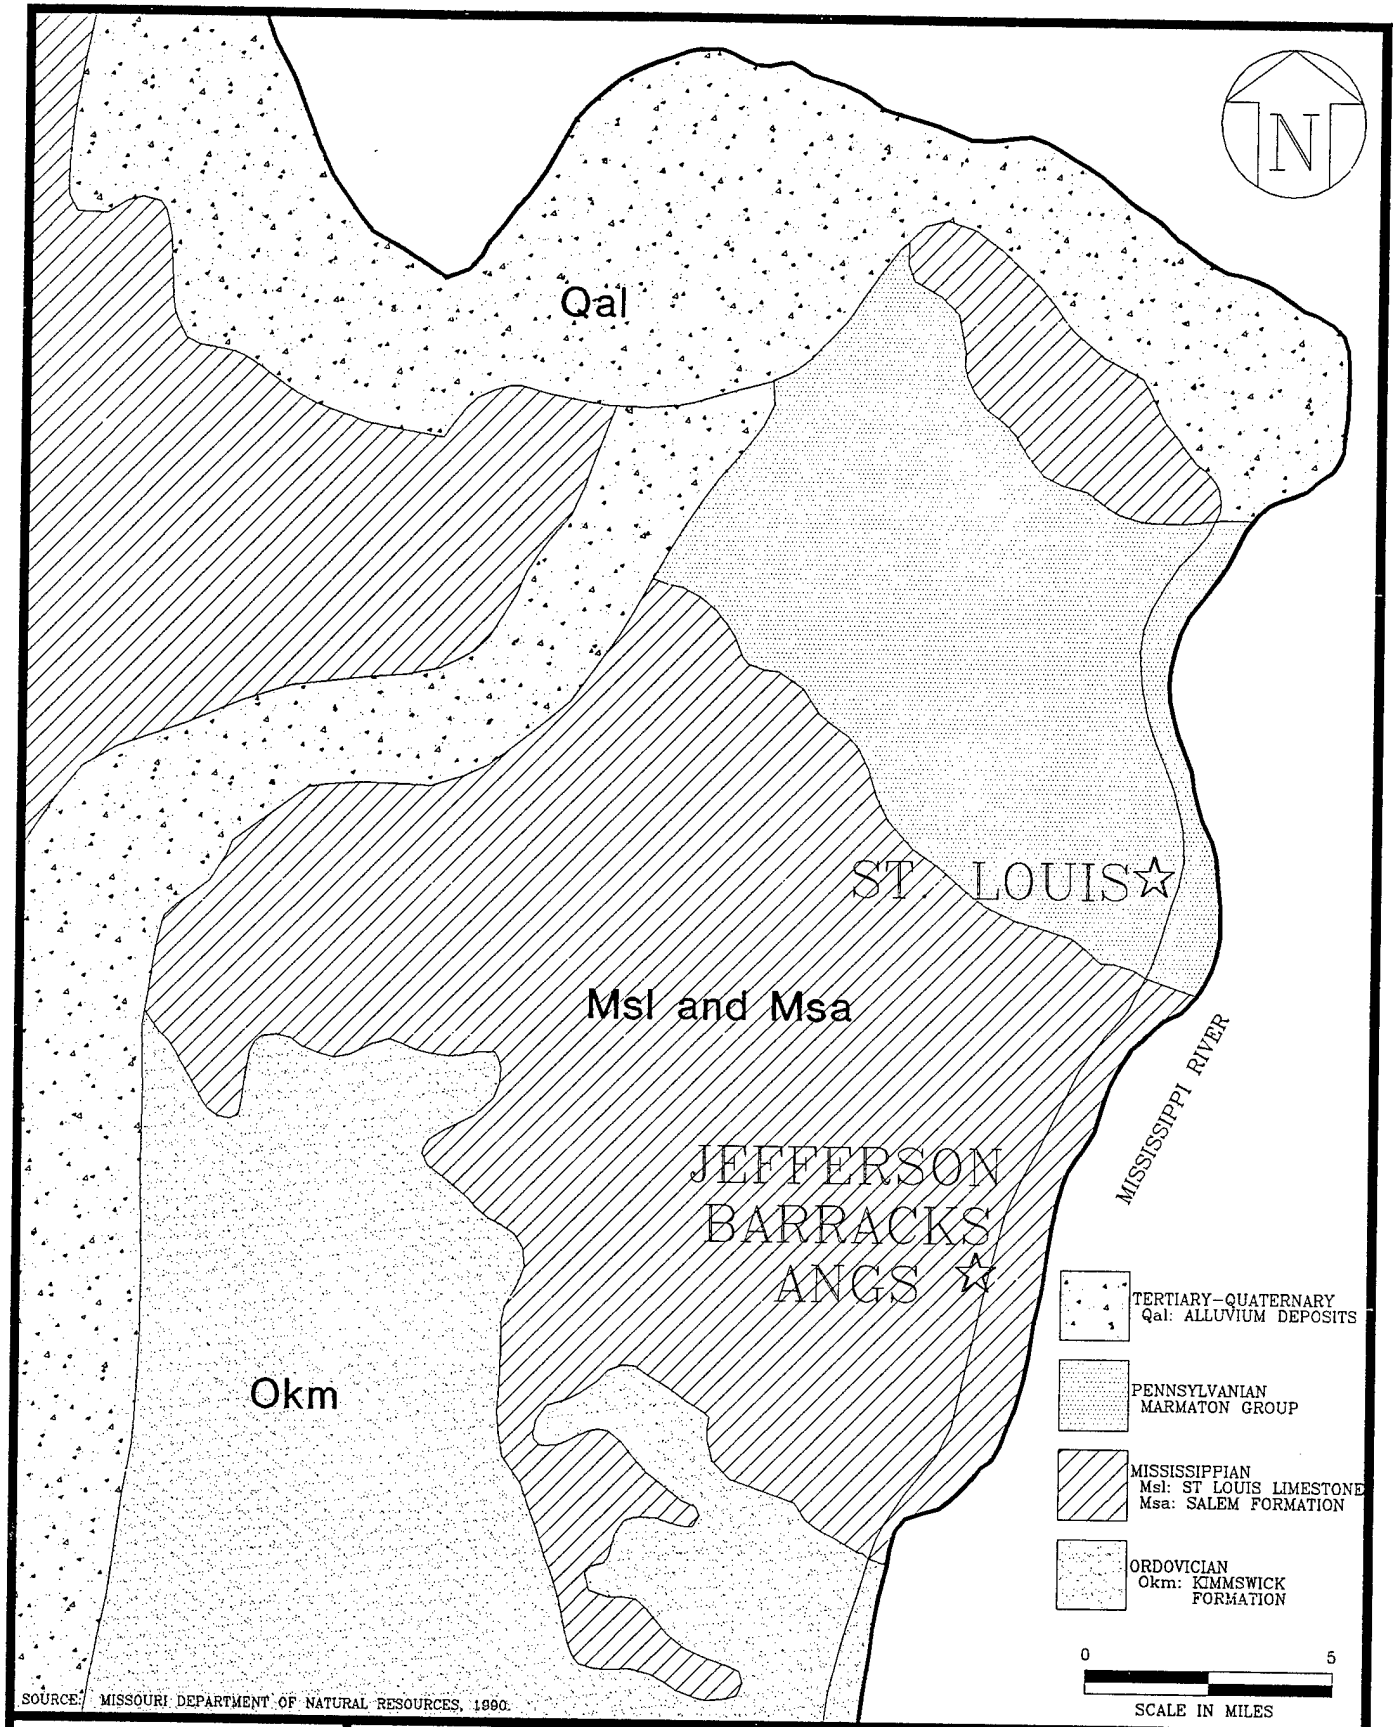 N
Qal
ST LOUIS
Msl and Msa
MISSISSIPPI RIVER
JEFFERSON
BARRACKS
ANGS
Okm
TERTIARY-QUATERNARY
Qal: ALLUVIUM DEPOSITS
PENNSYLVANIAN
MARMATON GROUP
MISSISSIPPIAN
Msl: ST LOUIS LIMESTONE
Msa: SALEM FORMATION
ORDOVICIAN
Okm: KIMMSWICK
FORMATION
0 5
SCALE IN MILES
SOURCE: MISSOURI DEPARTMENT OF NATURAL RESOURCES, 1990.